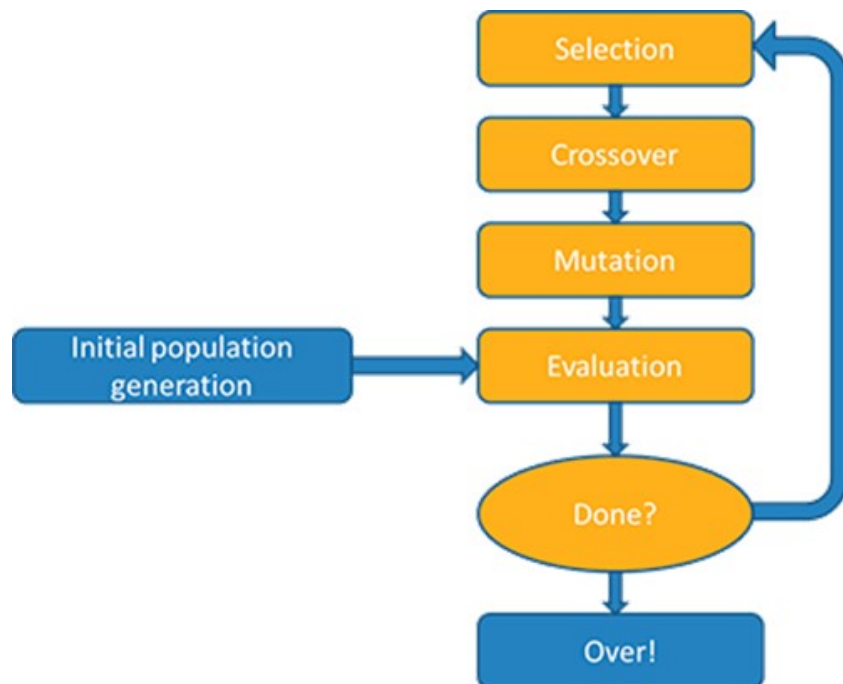 Selection
Crossover
Mutation
Initial population
generation
Evaluation
Done?
Over!